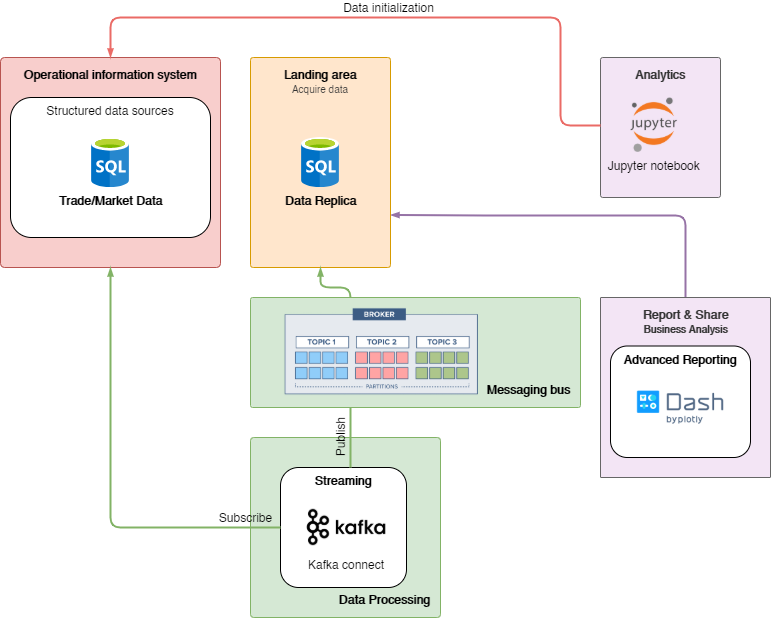 Data initialization
Operational information system
Structured data sources
SQL
Trade/Market Data
Landing area
Acquire data
SQL
Data Replica
Analytics
jupyter
Jupyter notebook
BROKER
TOPIC 1
TOPIC 2
TOPIC 3
PARTITIONS
Messaging bus
Report & Share
Business Analysis
Advanced Reporting
Dash
by plotly
Publish
Subscribe
Streaming
kafka
Kafka connect
Data Processing